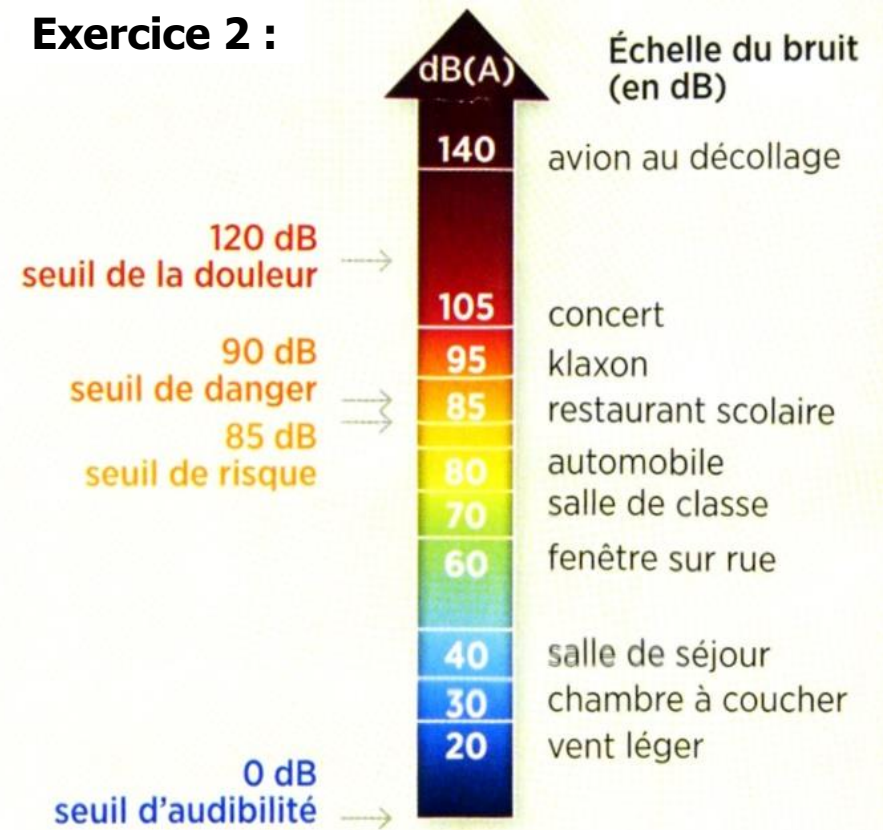 Exercice 2 :
dB(A)
Échelle du bruit
(en dB)
140
avion au décollage
120 dB
seuil de la douleur
105
concert
90 dB
seuil de danger
95
klaxon
85
restaurant scolaire
85 dB
seuil de risque
80
automobile
70
salle de classe
60
fenêtre sur rue
40
salle de séjour
30
chambre à coucher
20
vent léger
0 dB
seuil d'audibilité